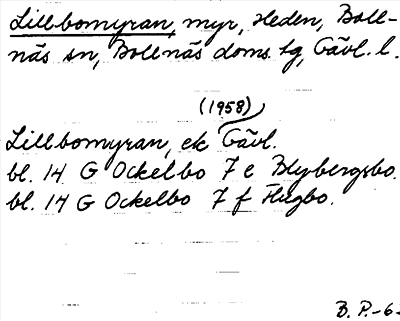 Lillbomyran, myr, Heden, Boll-
näs sn, Bollnäs doms. tg, Gävl. l.
(1958)
Lillbomyran, ek Gävl.
bl. 14 G Ockelbo 7 e Blybergsbo.
bl. 14 G Ockelbo 7 f Flugbo.
B. P.-6